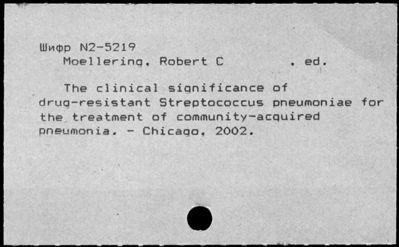 Шифр N2-5219
Moellering, Robert C , ed.
The clinical significance of
drug-resistant Streptococcus pneumoniae for
the treatment of community-acquired
pneumonia. - Chicago, 2002.